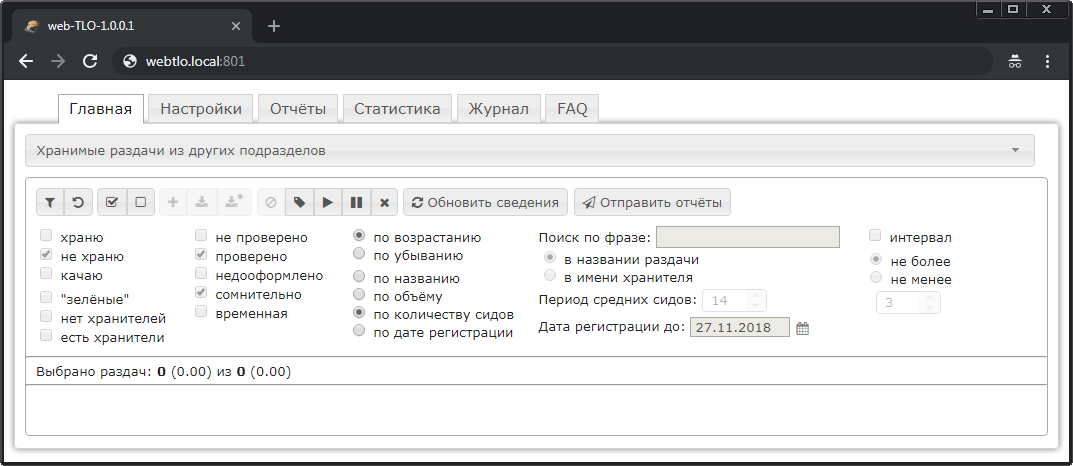 web-TLO-1.0.0.1
webtlo.local:801
Главная Настройки Отчёты Статистика Журнал FAQ
Хранимые раздачи из других подразделов
Обновить сведения Отправить отчёты
храню не проверено по возрастанию Поиск по фразе: интервал
не храню проверено по убыванию в названии раздачи не более
качаю недооформлено по названию в имени хранителя не менее
"зелёные" сомнительно по объёму Период средних сидов: 14 3
нет хранителей временная по количеству сидов
есть хранители по дате регистрации Дата регистрации до: 27.11.2018
Выбрано раздач: 0 (0.00) из 0 (0.00)